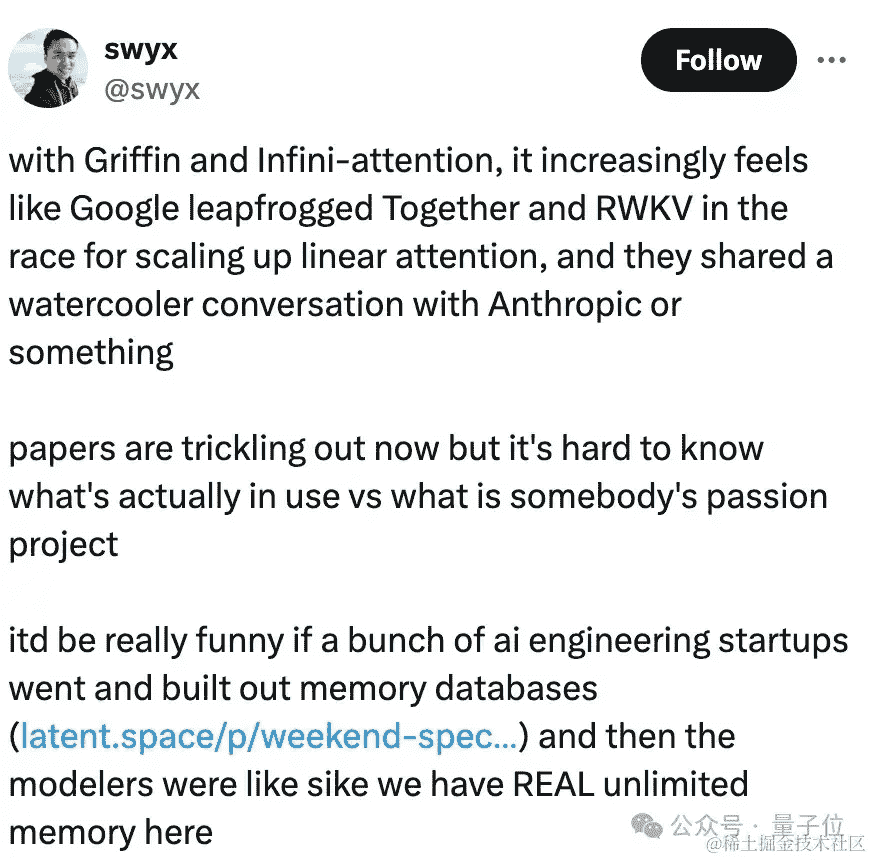 swyx
@swyx
Follow
with Griffin and Infini-attention, it increasingly feels
like Google leapfrogged Together and RWKV in the
race for scaling up linear attention, and they shared a
watercooler conversation with Anthropic or
something
papers are trickling out now but it's hard to know
what's actually in use vs what is somebody's passion
project
itd be really funny if a bunch of ai engineering startups
went and built out memory databases
(latent.space/p/weekend-spec...) and then the
modelers were like sike we have REAL unlimited
memory here
公众号 · 量子位
@稀土掘金技术社区